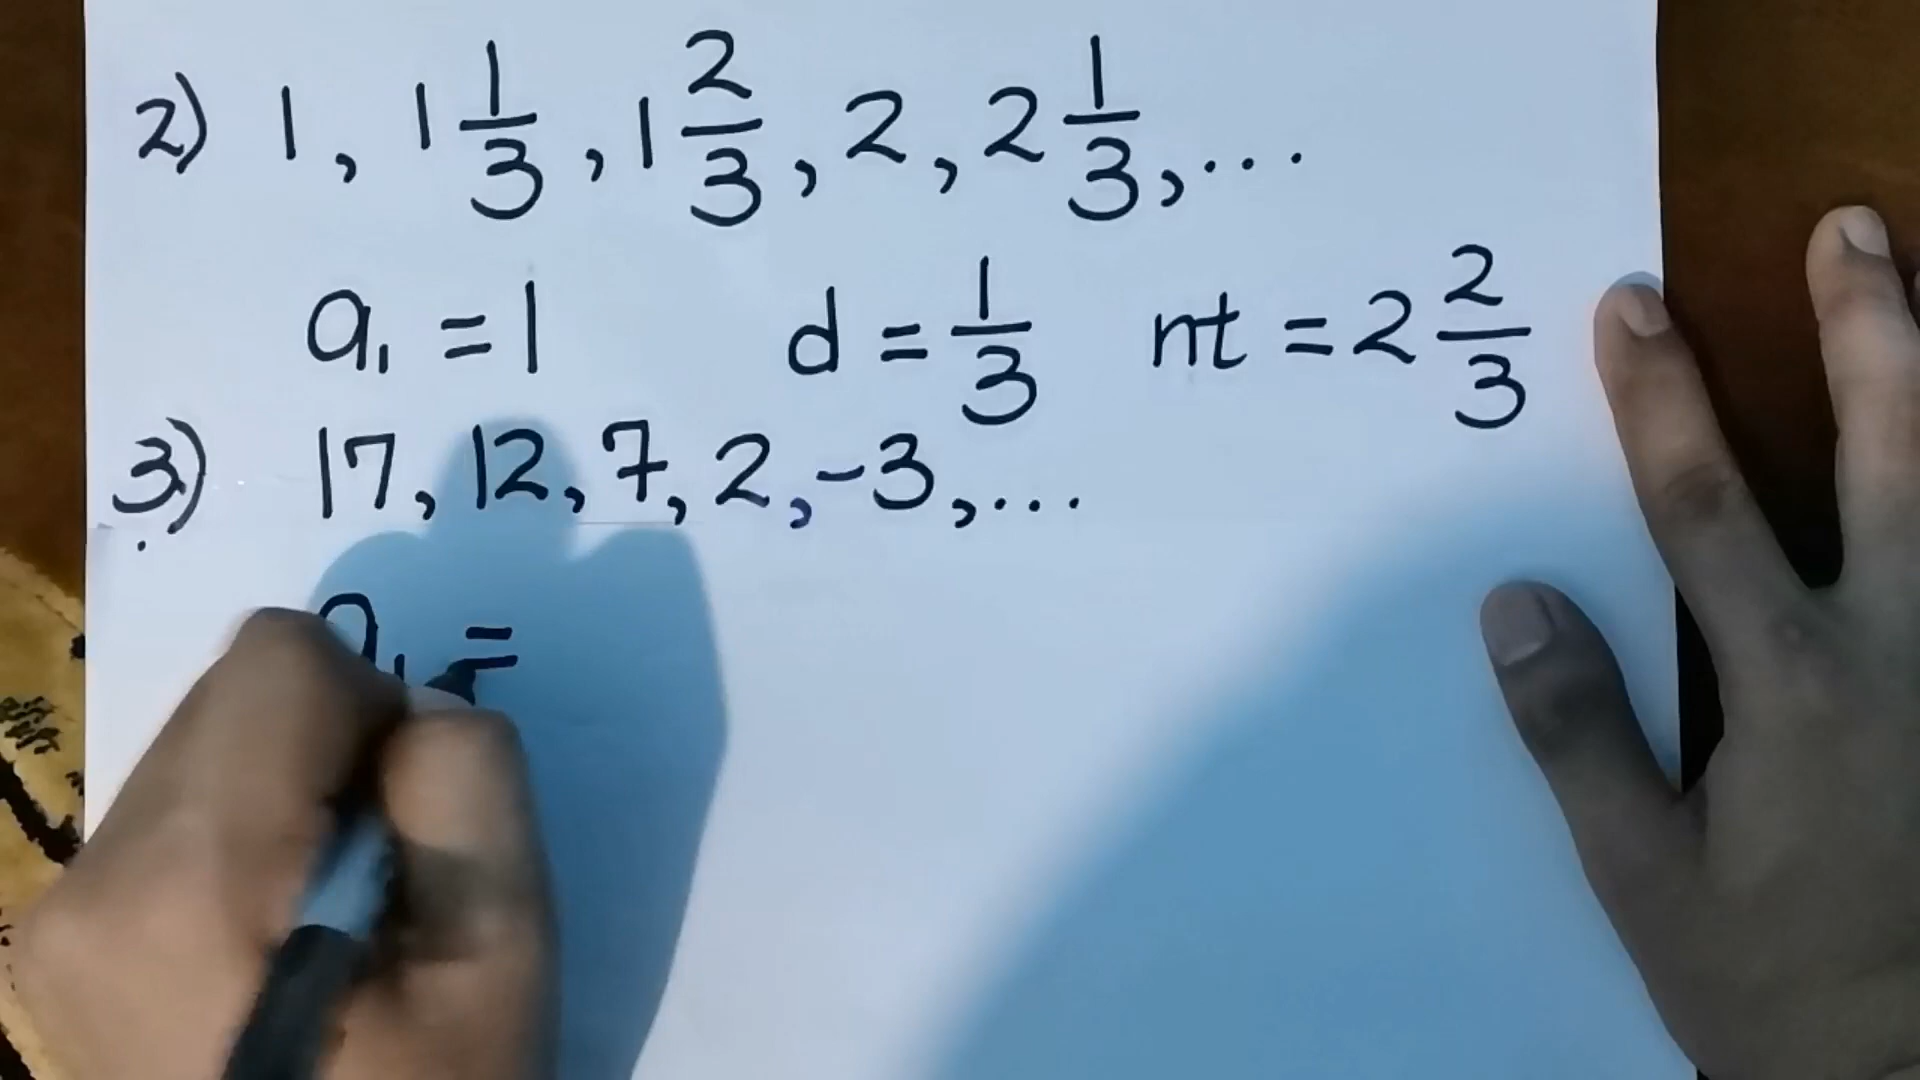 2) 1, 1 1/3, 1 2/3, 2, 2 1/3, ...
a₁ = 1 d = 1/3 nt = 2 2/3
3) 17, 12, 7, 2, -3, ...
a₁ =